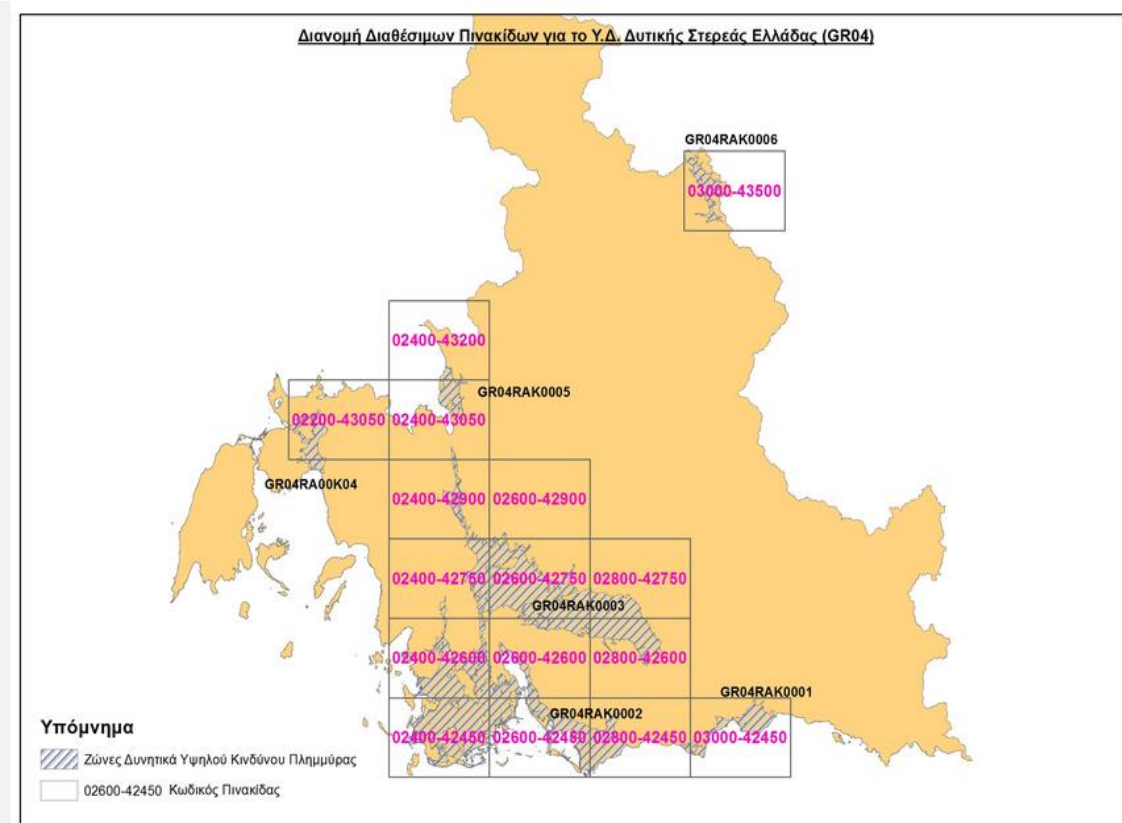 Διανομή Διαθέσιμων Πινακίδων για το Υ.Δ. Δυτικής Στερεάς Ελλάδας (GR04)
GR04RAK0006
03000-43500
02400-43200
GR04RAK0005
02200-43050 02400-43050
GR04RA00K04
02400-42900 02600-42900
02400-42750 02600-42750 02800-42750
GR04RAK0003
02400-42600 02600-42600 02800-42600
GR04RAK0001
GR04RAK0002
02400-42450 02600-42450 02800-42450 03000-42450
Υπόμνημα
Ζώνες Δυνητικά Υψηλού Κινδύνου Πλημμύρας
02600-42450 Κωδικός Πινακίδας